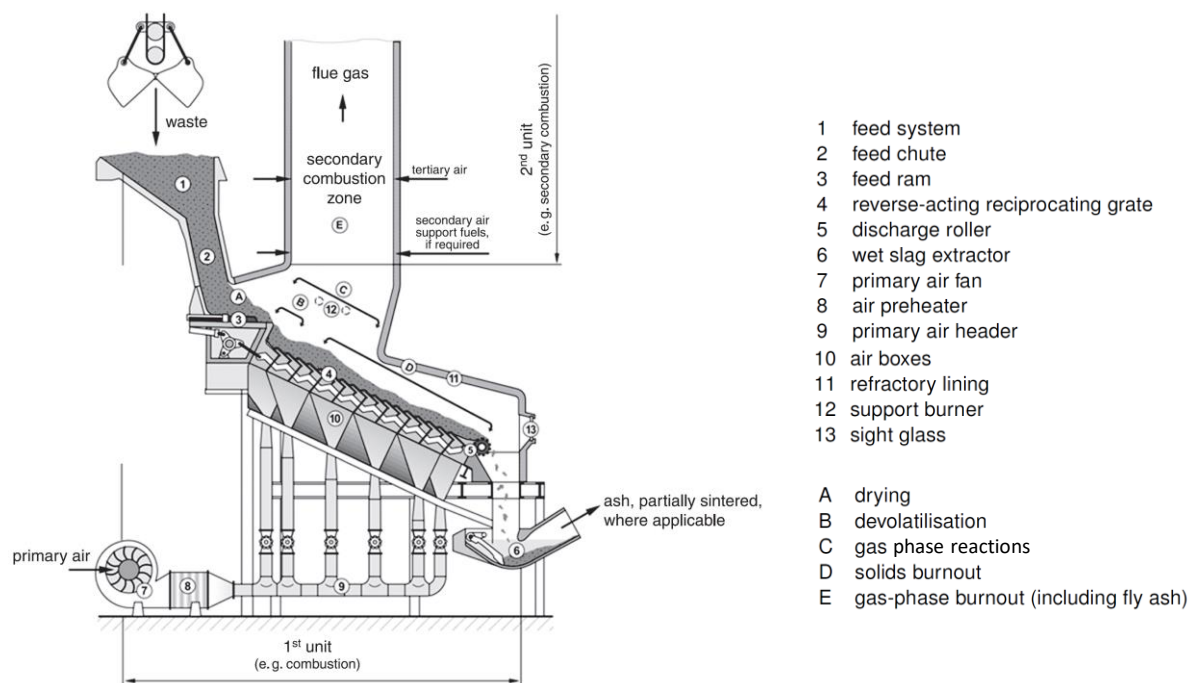 flue gas
waste
secondary
combustion
zone
tertiary air
secondary air
support fuels,
if required
2nd unit
(e.g. secondary combustion)
1
2
A
3
B
12
C
E
4
D
11
10
13
5
ash, partially sintered,
where applicable
6
primary air
7
8
9
1st unit
(e.g. combustion)
1 feed system
2 feed chute
3 feed ram
4 reverse-acting reciprocating grate
5 discharge roller
6 wet slag extractor
7 primary air fan
8 air preheater
9 primary air header
10 air boxes
11 refractory lining
12 support burner
13 sight glass
A drying
B devolatilisation
C gas phase reactions
D solids burnout
E gas-phase burnout (including fly ash)